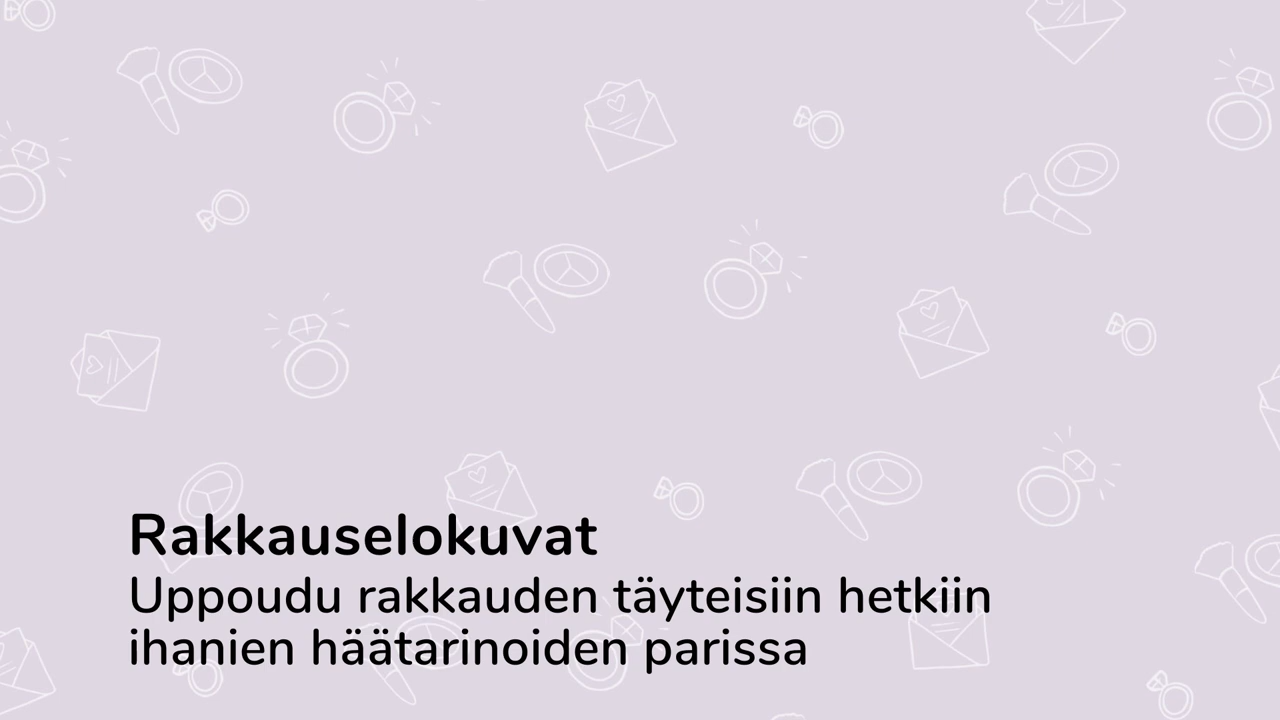 Rakkauselokuvat
Uppoudu rakkauden täyteisiin hetkiin
ihanien häätarinoiden parissa